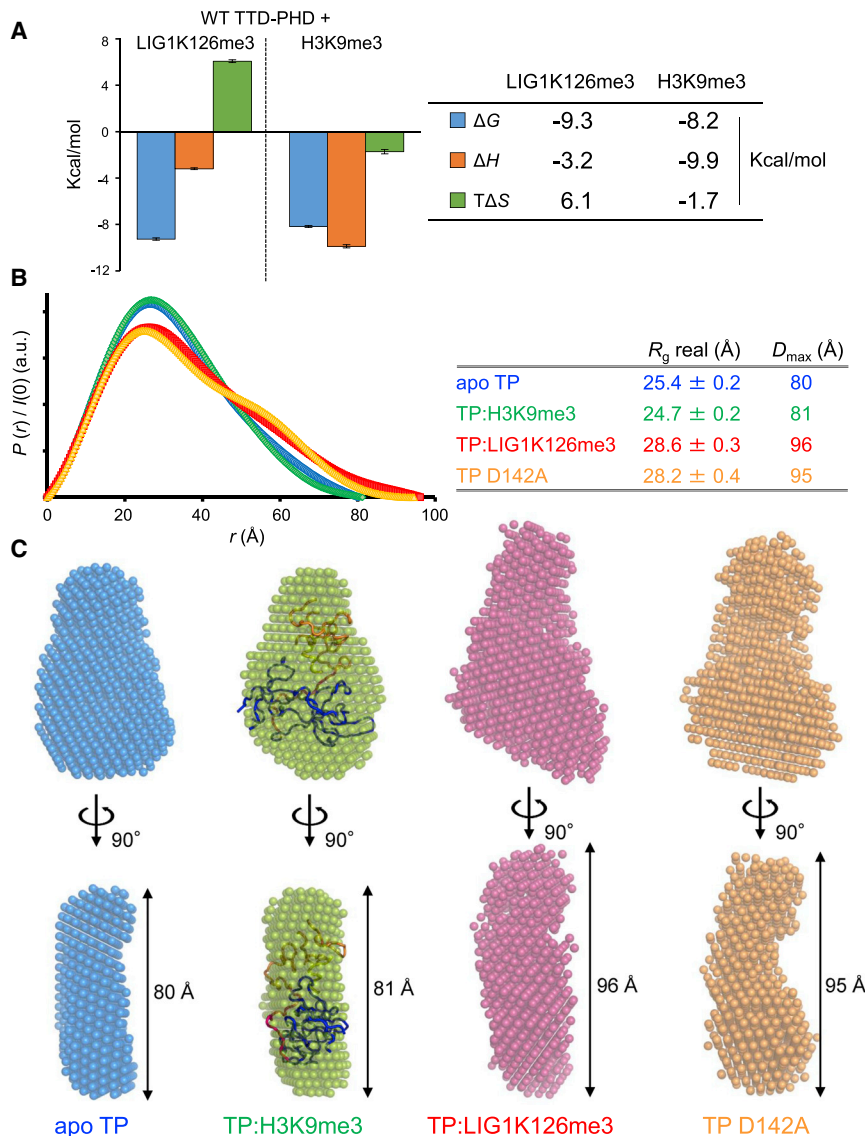 A
WT TTD-PHD +
LIG1K126me3 H3K9me3
8
4
0
-4
-8
-12
Kcal/mol
LIG1K126me3 H3K9me3
ΔG -9.3 -8.2
ΔH -3.2 -9.9 Kcal/mol
TΔS 6.1 -1.7
B
P (r) / I(0) (a.u.)
0 20 40 60 80 100
r (Å)
Rg real (Å) Dmax (Å)
apo TP 25.4 ± 0.2 80
TP:H3K9me3 24.7 ± 0.2 81
TP:LIG1K126me3 28.6 ± 0.3 96
TP D142A 28.2 ± 0.4 95
C
90° 90° 90° 90°
80 Å 81 Å 96 Å 95 Å
apo TP TP:H3K9me3 TP:LIG1K126me3 TP D142A